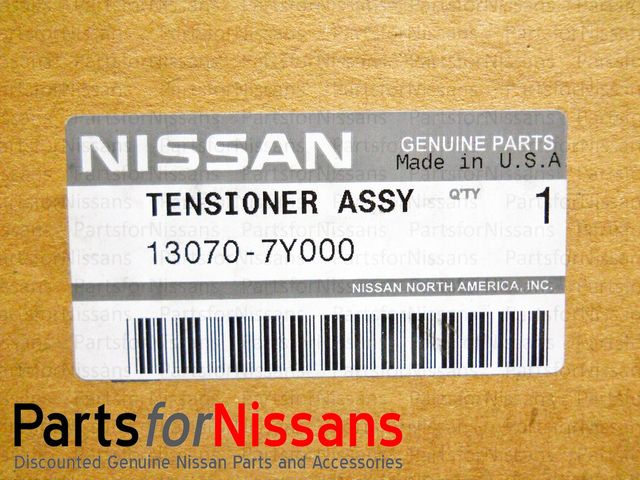 NISSAN
GENUINE PARTS
Made in U.S.A
TENSIONER ASSY Q'TY 1
13070-7Y000
NISSAN NORTH AMERICA, INC.
PartsforNissans
Discounted Genuine Nissan Parts and Accessories